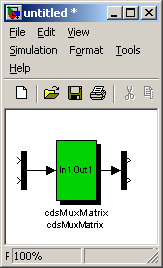 untitled *
File Edit View
Simulation Format Tools
Help
In1 Out1
cdsMuxMatrix
cdsMuxMatrix
F 100%